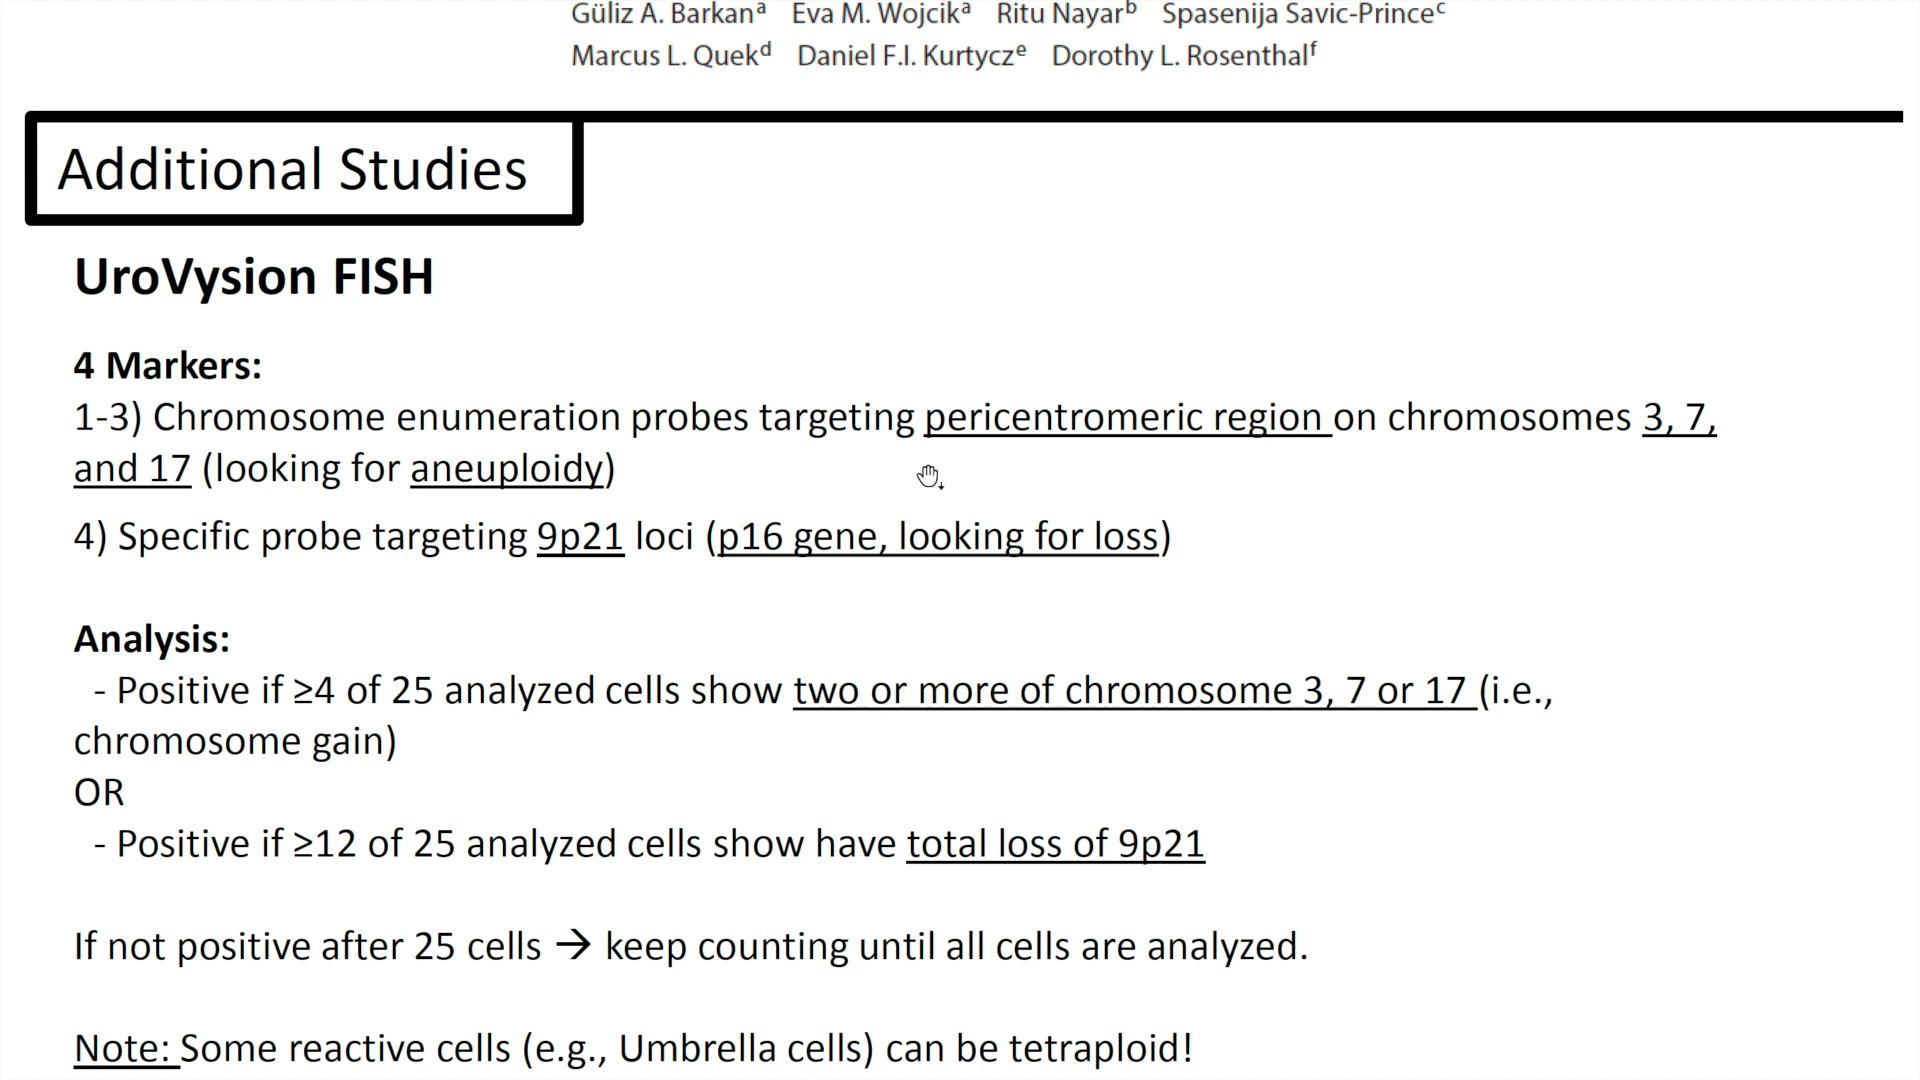 Güliz A. Barkanᵃ Eva M. Wojcikᵃ Ritu Nayarᵇ Spasenija Savic-Princeᶜ
Marcus L. Quekᵈ Daniel F.I. Kurtyczᵉ Dorothy L. Rosenthalᶠ
Additional Studies
UroVysion FISH
4 Markers:
1-3) Chromosome enumeration probes targeting pericentromeric region on chromosomes 3, 7,
and 17 (looking for aneuploidy)
4) Specific probe targeting 9p21 loci (p16 gene, looking for loss)
Analysis:
- Positive if ≥4 of 25 analyzed cells show two or more of chromosome 3, 7 or 17 (i.e.,
chromosome gain)
OR
- Positive if ≥12 of 25 analyzed cells show have total loss of 9p21
If not positive after 25 cells → keep counting until all cells are analyzed.
Note: Some reactive cells (e.g., Umbrella cells) can be tetraploid!